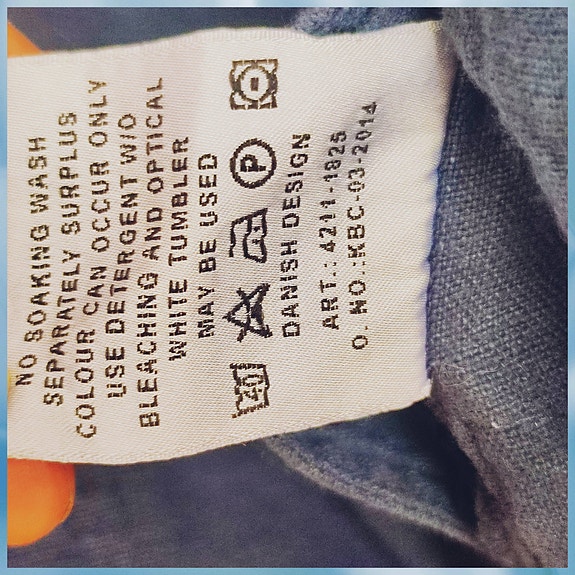 NO SOAKING WASH
SEPARATELY SURPLUS
COLOUR CAN OCCUR ONLY
USE DETERGENT W/O
BLEACHING AND OPTICAL
WHITE TUMBLER
MAY BE USED
40 P
DANISH DESIGN
ART.: 4211-1825
O. NO.:KBC-03-2014